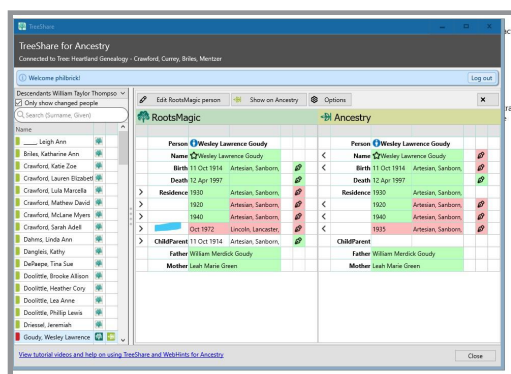 TreeShare
TreeShare for Ancestry
Connected to Tree: Heartland Genealogy - Crawford, Currey, Briles, Mentzer
Welcome philbrick!
Log out
Descendants William Taylor Thompso
Only show changed people
Search (Surname, Given)
Name
_____, Leigh Ann
Briles, Katharine Ann
Crawford, Katie Zoe
Crawford, Lauren Elizabeth
Crawford, Lula Marcella
Crawford, Mathew David
Crawford, McLane Myers
Crawford, Sarah Adell
Dahms, Linda Ann
Dangleis, Kathy
DePaepe, Tina Sue
Doolittle, Brooke Allison
Doolittle, Heather Cory
Doolittle, Lea Anne
Doolittle, Phillip Lewis
Driessel, Jeremiah
Goudy, Wesley Lawrence
Edit RootsMagic person
Show on Ancestry
Options
RootsMagic
Person Wesley Lawrence Goudy
Name Wesley Lawrence Goudy
Birth 11 Oct 1914 Artesian, Sanborn,
Death 12 Apr 1997
Residence 1930 Artesian, Sanborn,
1920 Artesian, Sanborn,
1940 Artesian, Sanborn,
Oct 1972 Lincoln, Lancaster,
ChildParent 11 Oct 1914 Artesian, Sanborn,
Father William Merdick Goudy
Mother Leah Marie Green
Ancestry
Person Wesley Lawrence Goudy
Name Wesley Lawrence Goudy
Birth 11 Oct 1914 Artesian, Sanborn,
Death 12 Apr 1997
Residence 1930 Artesian, Sanborn,
1920 Artesian, Sanborn,
1940 Artesian, Sanborn,
1935 Artesian, Sanborn,
ChildParent
Father William Merdick Goudy
Mother Leah Marie Green
View tutorial videos and help on using TreeShare and WebHints for Ancestry
Close